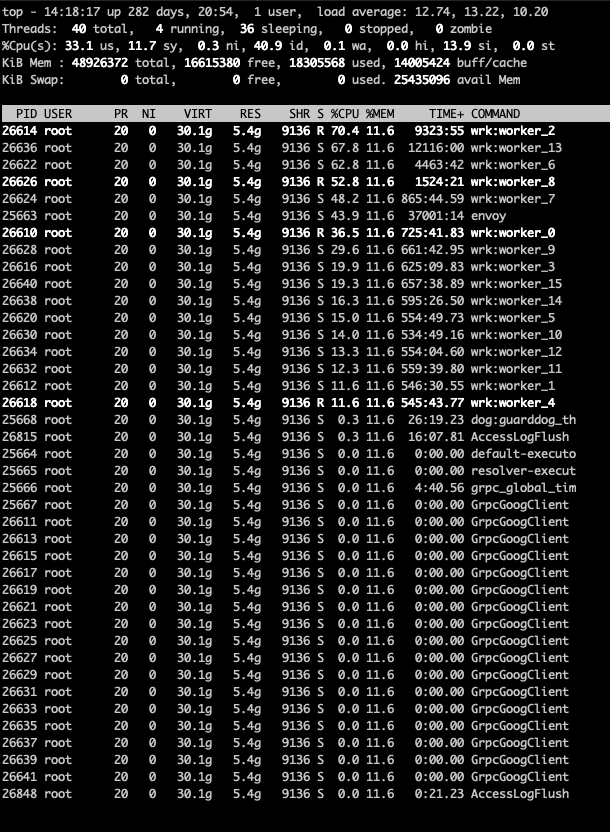 top - 14:18:17 up 282 days, 20:54,  1 user,  load average: 12.74, 13.22, 10.20
Threads:  40 total,   4 running,  36 sleeping,   0 stopped,   0 zombie
%Cpu(s): 33.1 us, 11.7 sy,  0.3 ni, 40.9 id,  0.1 wa,  0.0 hi, 13.9 si,  0.0 st
KiB Mem : 48926372 total, 16615380 free, 18305568 used, 14005424 buff/cache
KiB Swap:        0 total,        0 free,        0 used. 25435096 avail Mem
PID USER      PR  NI    VIRT    RES    SHR S %CPU %MEM     TIME+ COMMAND
26614 root      20   0   30.1g   5.4g   9136 R 70.4 11.6   9323:55 wrk:worker_2
26636 root      20   0   30.1g   5.4g   9136 S 67.8 11.6  12116:00 wrk:worker_13
26622 root      20   0   30.1g   5.4g   9136 S 62.8 11.6   4463:42 wrk:worker_6
26626 root      20   0   30.1g   5.4g   9136 R 52.8 11.6   1524:21 wrk:worker_8
26624 root      20   0   30.1g   5.4g   9136 S 48.2 11.6 865:44.59 wrk:worker_7
25663 root      20   0   30.1g   5.4g   9136 S 43.9 11.6  37001:14 envoy
26610 root      20   0   30.1g   5.4g   9136 R 36.5 11.6 725:41.83 wrk:worker_0
26628 root      20   0   30.1g   5.4g   9136 S 29.6 11.6 661:42.95 wrk:worker_9
26616 root      20   0   30.1g   5.4g   9136 S 19.9 11.6 625:09.83 wrk:worker_3
26640 root      20   0   30.1g   5.4g   9136 S 19.3 11.6 657:38.89 wrk:worker_15
26638 root      20   0   30.1g   5.4g   9136 S 16.3 11.6 595:26.50 wrk:worker_14
26620 root      20   0   30.1g   5.4g   9136 S 15.0 11.6 554:49.73 wrk:worker_5
26630 root      20   0   30.1g   5.4g   9136 S 14.0 11.6 534:49.16 wrk:worker_10
26634 root      20   0   30.1g   5.4g   9136 S 13.3 11.6 554:04.60 wrk:worker_12
26632 root      20   0   30.1g   5.4g   9136 S 12.3 11.6 559:39.80 wrk:worker_11
26612 root      20   0   30.1g   5.4g   9136 S 11.6 11.6 546:30.55 wrk:worker_1
26618 root      20   0   30.1g   5.4g   9136 R 11.6 11.6 545:43.77 wrk:worker_4
25668 root      20   0   30.1g   5.4g   9136 S  0.3 11.6  26:19.23 dog:guarddog_th
26815 root      20   0   30.1g   5.4g   9136 S  0.3 11.6  16:07.81 AccessLogFlush
25664 root      20   0   30.1g   5.4g   9136 S  0.0 11.6   0:00.00 default-executo
25665 root      20   0   30.1g   5.4g   9136 S  0.0 11.6   0:00.00 resolver-execut
25666 root      20   0   30.1g   5.4g   9136 S  0.0 11.6   4:40.56 grpc_global_tim
25667 root      20   0   30.1g   5.4g   9136 S  0.0 11.6   0:00.00 GrpcGoogClient
26611 root      20   0   30.1g   5.4g   9136 S  0.0 11.6   0:00.00 GrpcGoogClient
26613 root      20   0   30.1g   5.4g   9136 S  0.0 11.6   0:00.00 GrpcGoogClient
26615 root      20   0   30.1g   5.4g   9136 S  0.0 11.6   0:00.00 GrpcGoogClient
26617 root      20   0   30.1g   5.4g   9136 S  0.0 11.6   0:00.00 GrpcGoogClient
26619 root      20   0   30.1g   5.4g   9136 S  0.0 11.6   0:00.00 GrpcGoogClient
26621 root      20   0   30.1g   5.4g   9136 S  0.0 11.6   0:00.00 GrpcGoogClient
26623 root      20   0   30.1g   5.4g   9136 S  0.0 11.6   0:00.00 GrpcGoogClient
26625 root      20   0   30.1g   5.4g   9136 S  0.0 11.6   0:00.00 GrpcGoogClient
26627 root      20   0   30.1g   5.4g   9136 S  0.0 11.6   0:00.00 GrpcGoogClient
26629 root      20   0   30.1g   5.4g   9136 S  0.0 11.6   0:00.00 GrpcGoogClient
26631 root      20   0   30.1g   5.4g   9136 S  0.0 11.6   0:00.00 GrpcGoogClient
26633 root      20   0   30.1g   5.4g   9136 S  0.0 11.6   0:00.00 GrpcGoogClient
26635 root      20   0   30.1g   5.4g   9136 S  0.0 11.6   0:00.00 GrpcGoogClient
26637 root      20   0   30.1g   5.4g   9136 S  0.0 11.6   0:00.00 GrpcGoogClient
26639 root      20   0   30.1g   5.4g   9136 S  0.0 11.6   0:00.00 GrpcGoogClient
26641 root      20   0   30.1g   5.4g   9136 S  0.0 11.6   0:00.00 GrpcGoogClient
26848 root      20   0   30.1g   5.4g   9136 S  0.0 11.6   0:21.23 AccessLogFlush